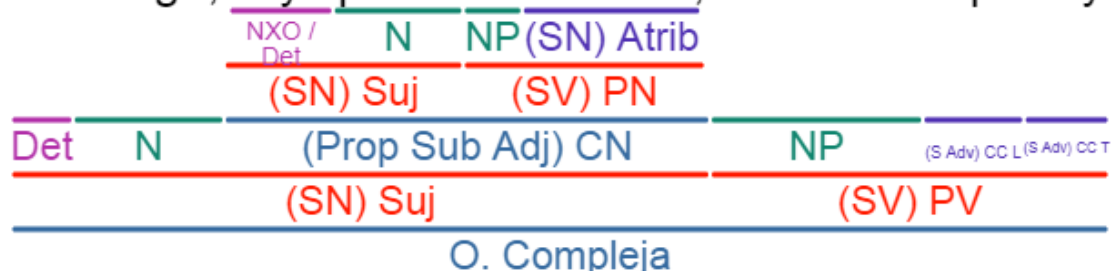 NXO / N NP (SN) Atrib
Det
(SN) Suj (SV) PN
Det N (Prop Sub Adj) CN NP (S Adv) CC L (S Adv) CC T
(SN) Suj (SV) PV
O. Compleja